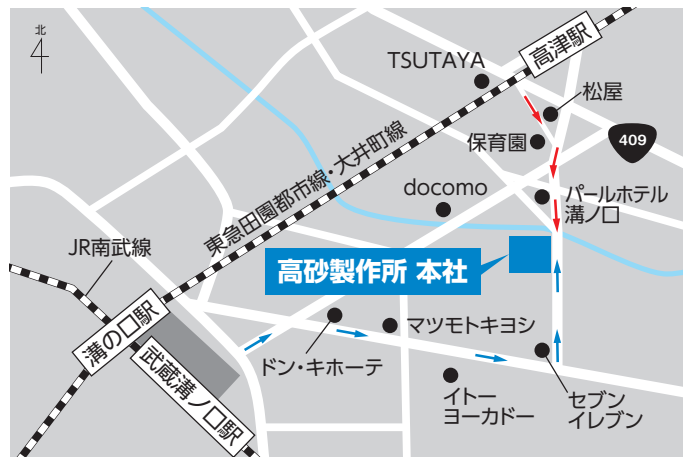 北
高津駅
TSUTAYA
松屋
保育園
409
東急田園都市線・大井町線
docomo
パールホテル
溝ノ口
JR南武線
高砂製作所 本社
溝の口駅
武蔵溝ノ口駅
ドン・キホーテ
マツモトキヨシ
イトー
ヨーカドー
セブン
イレブン